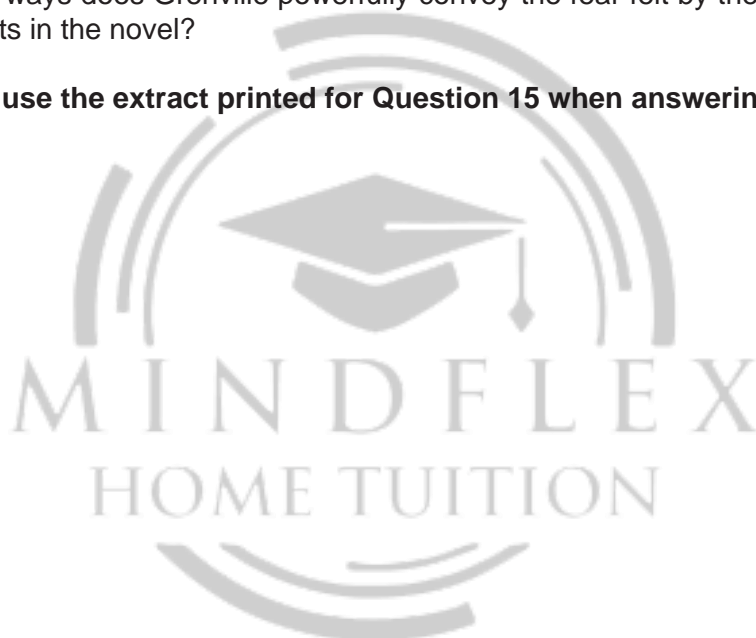 ways does Grenville powerfully convey the fear felt by the
ts in the novel?
use the extract printed for Question 15 when answerin
MINDFLEX
HOME TUITION